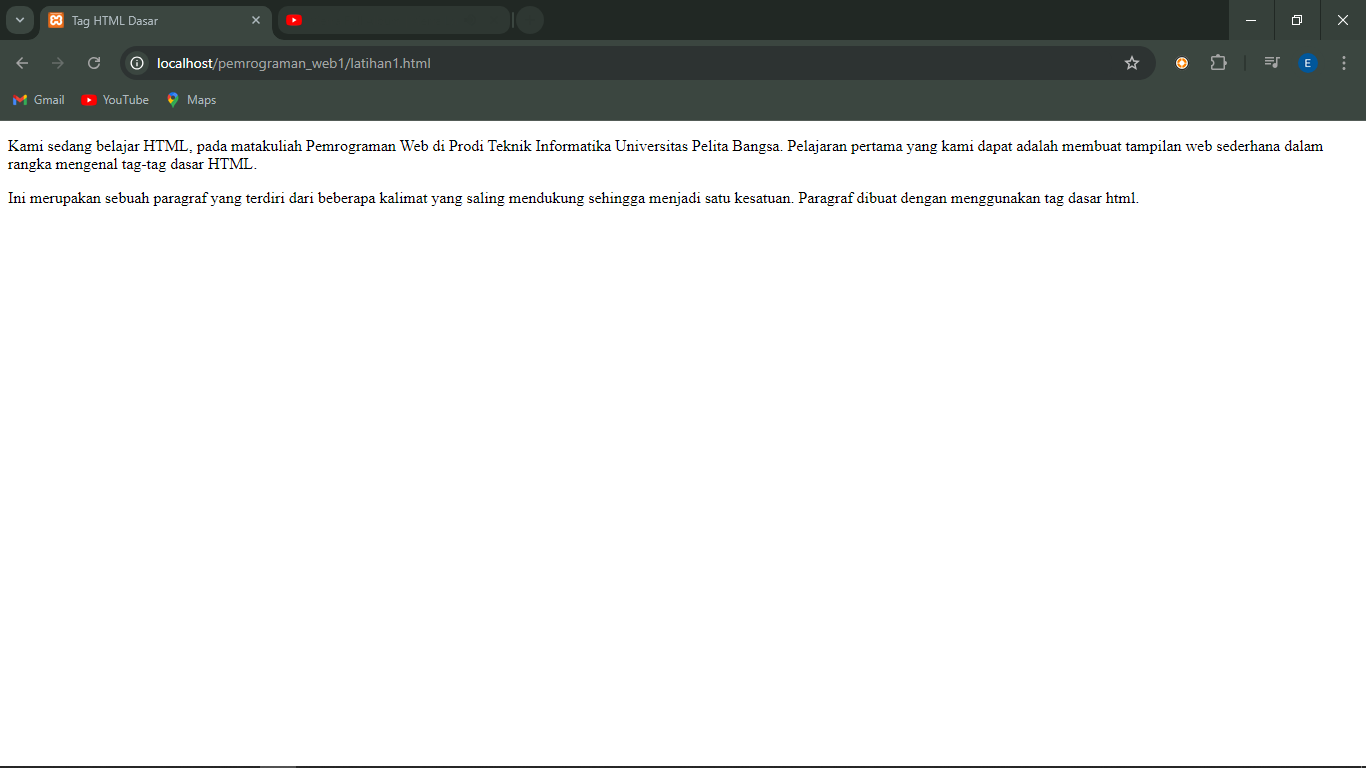 Tag HTML Dasar
localhost/pemrograman_web1/latihan1.html
E
Gmail
YouTube
Maps
Kami sedang belajar HTML, pada matakuliah Pemrograman Web di Prodi Teknik Informatika Universitas Pelita Bangsa. Pelajaran pertama yang kami dapat adalah membuat tampilan web sederhana dalam
rangka mengenal tag-tag dasar HTML.
Ini merupakan sebuah paragraf yang terdiri dari beberapa kalimat yang saling mendukung sehingga menjadi satu kesatuan. Paragraf dibuat dengan menggunakan tag dasar html.